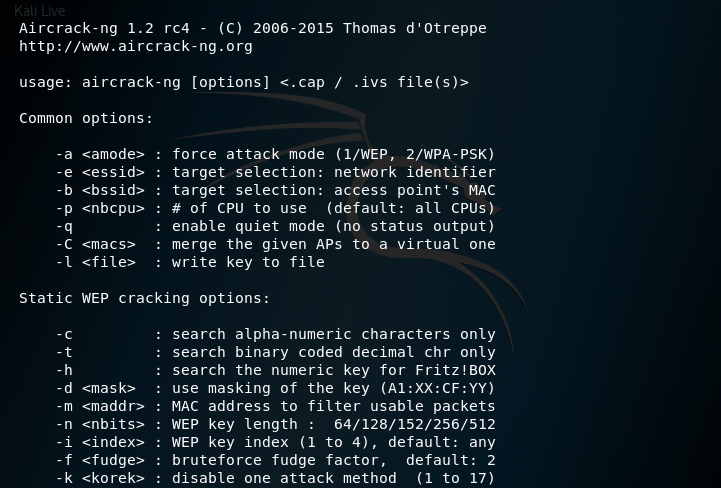 Kali Live
Aircrack-ng 1.2 rc4 - (C) 2006-2015 Thomas d'Otreppe
http://www.aircrack-ng.org
usage: aircrack-ng [options] <.cap / .ivs file(s)>
Common options:
-a <amode> : force attack mode (1/WEP, 2/WPA-PSK)
-e <essid> : target selection: network identifier
-b <bssid> : target selection: access point's MAC
-p <nbcpu> : # of CPU to use  (default: all CPUs)
-q         : enable quiet mode (no status output)
-C <macs>  : merge the given APs to a virtual one
-l <file>  : write key to file
Static WEP cracking options:
-c         : search alpha-numeric characters only
-t         : search binary coded decimal chr only
-h         : search the numeric key for Fritz!BOX
-d <mask>  : use masking of the key (A1:XX:CF:YY)
-m <maddr> : MAC address to filter usable packets
-n <nbits> : WEP key length :  64/128/152/256/512
-i <index> : WEP key index (1 to 4), default: any
-f <fudge> : bruteforce fudge factor,  default: 2
-k <korek> : disable one attack method  (1 to 17)